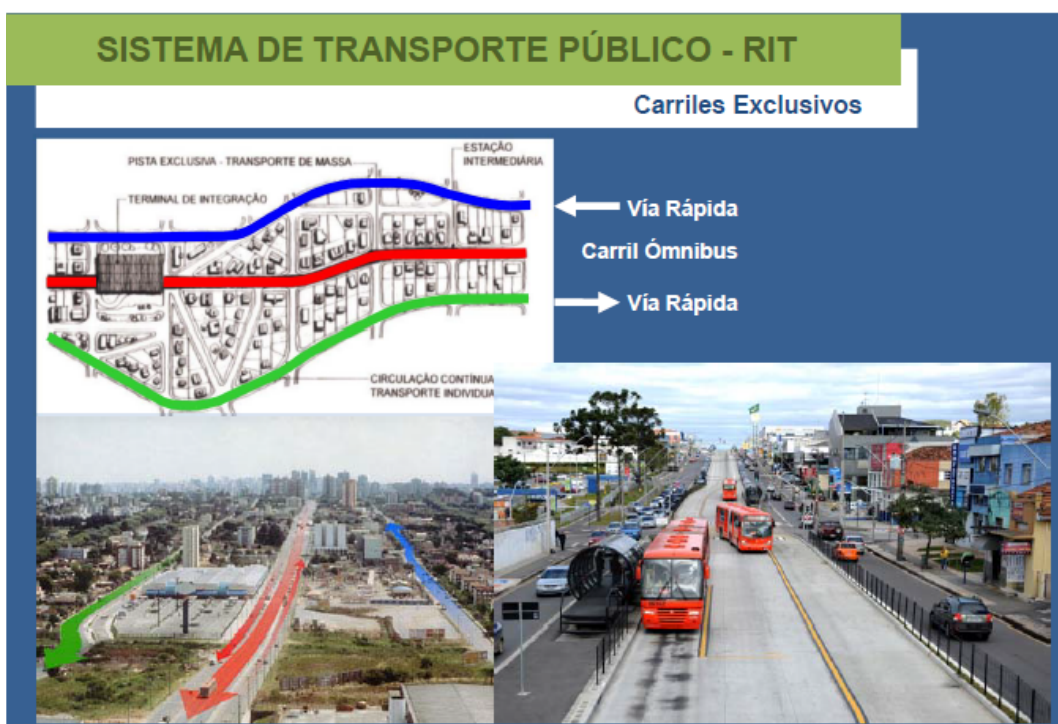 SISTEMA DE TRANSPORTE PÚBLICO - RIT
Carriles Exclusivos
PISTA EXCLUSIVA - TRANSPORTE DE MASSA
ESTAÇÃO
INTERMEDIÁRIA
TERMINAL DE INTEGRAÇÃO
Vía Rápida
Carril Ómnibus
Vía Rápida
CIRCULAÇÃO CONTÍNUA
TRANSPORTE INDIVIDUA